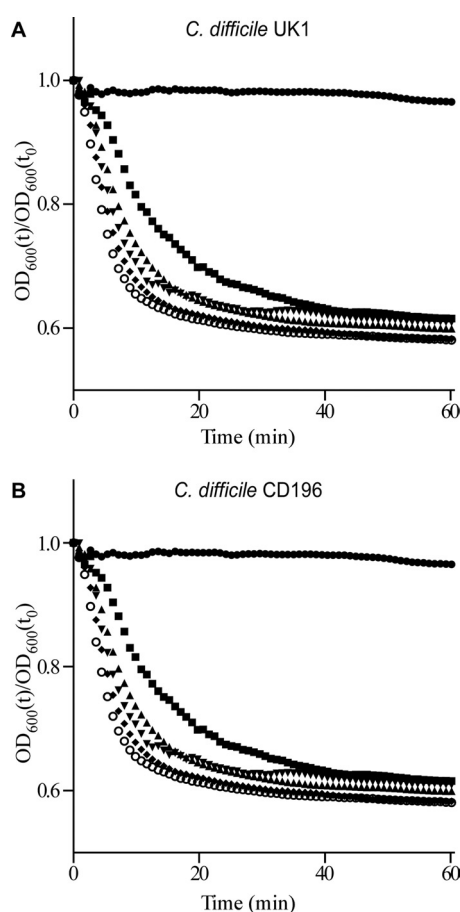 A
C. difficile UK1
1.0
0.8
0.6
OD₆₀₀(t)/OD₆₀₀(t₀)
0 20 40 60
Time (min)
B
C. difficile CD196
1.0
0.8
0.6
OD₆₀₀(t)/OD₆₀₀(t₀)
0 20 40 60
Time (min)